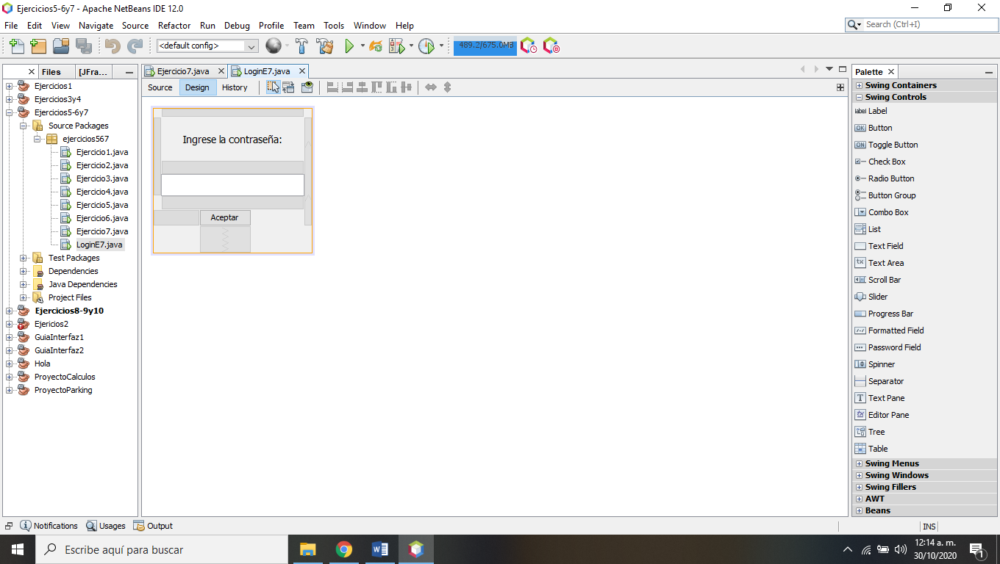 Ejercicios5-6y7 - Apache NetBeans IDE 12.0
File Edit View Navigate Source Refactor Run Debug Profile Team Tools Window Help
Search (Ctrl+I)
<default config>
489.2/675.0MB
Files
[JFra...
Ejercicios1
Ejercicios3y4
Ejercicios5-6y7
Source Packages
ejercicios567
Ejercicio1.java
Ejercicio2.java
Ejercicio3.java
Ejercicio4.java
Ejercicio5.java
Ejercicio6.java
Ejercicio7.java
LoginE7.java
Test Packages
Dependencies
Java Dependencies
Project Files
Ejercicios8-9y10
Ejericios2
GuiaInterfaz1
GuiaInterfaz2
Hola
ProyectoCalculos
ProyectoParking
Ejercicio7.java
LoginE7.java
Source Design History
Ingrese la contraseña:
Aceptar
Palette
Swing Containers
Swing Controls
label Label
OK Button
ON Toggle Button
Check Box
Radio Button
Button Group
Combo Box
List
Text Field
Text Area
Scroll Bar
Slider
Progress Bar
Formatted Field
Password Field
Spinner
Separator
Text Pane
Editor Pane
Tree
Table
Swing Menus
Swing Windows
Swing Fillers
AWT
Beans
Notifications Usages Output
INS
Escribe aquí para buscar
12:14 a. m.
30/10/2020
1